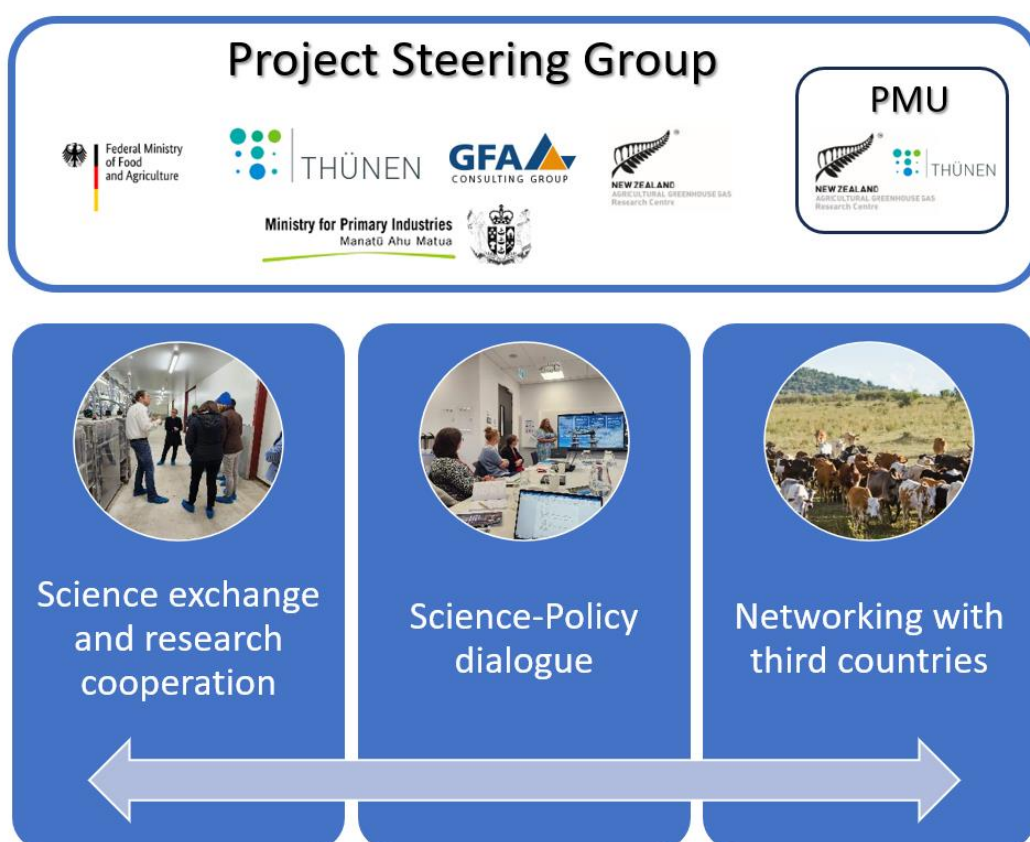 Project Steering Group
PMU
Federal Ministry
of Food
and Agriculture
THÜNEN
GFA
CONSULTING GROUP
®
NEW ZEALAND
AGRICULTURAL GREENHOUSE GAS
Research Centre
®
NEW ZEALAND
AGRICULTURAL GREENHOUSE GAS
Research Centre
THÜNEN
Ministry for Primary Industries
Manatū Ahu Matua
Science exchange
and research
cooperation
Science-Policy
dialogue
Networking with
third countries